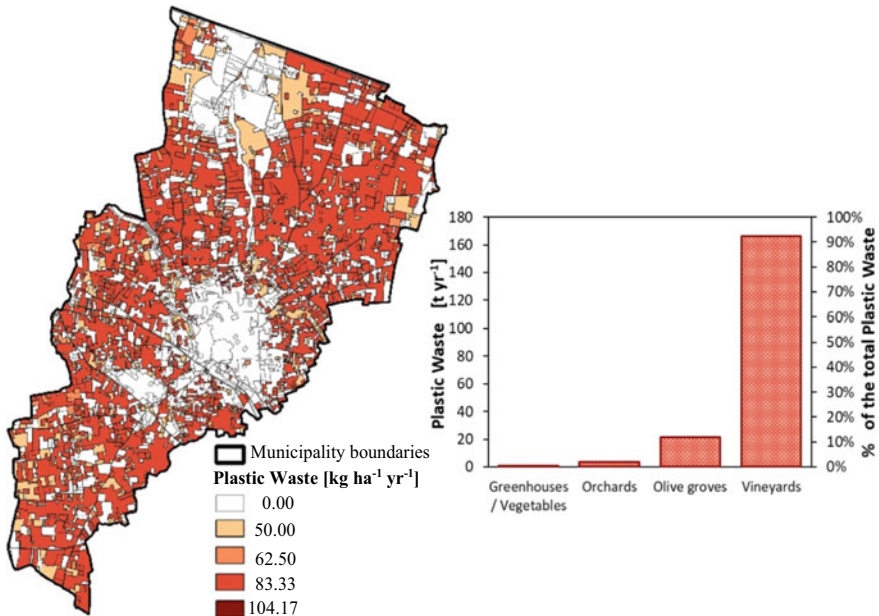 Municipality boundaries
Plastic Waste [kg ha⁻¹ yr⁻¹]
0.00
50.00
62.50
83.33
104.17
Plastic Waste [t yr⁻¹]
180
160
140
120
100
80
60
40
20
0
100%
90%
80%
70%
60%
50%
40%
30%
20%
10%
0%
% of the total Plastic Waste
Greenhouses
/ Vegetables
Orchards
Olive groves
Vineyards